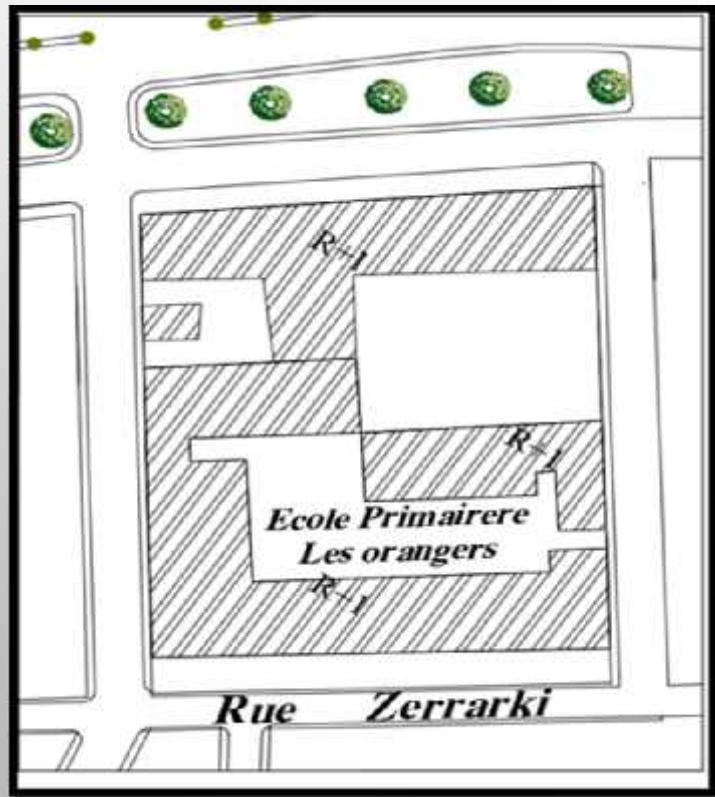 R+1
R+1
Ecole Primairere
Les orangers
R+1
Rue Zerrarki